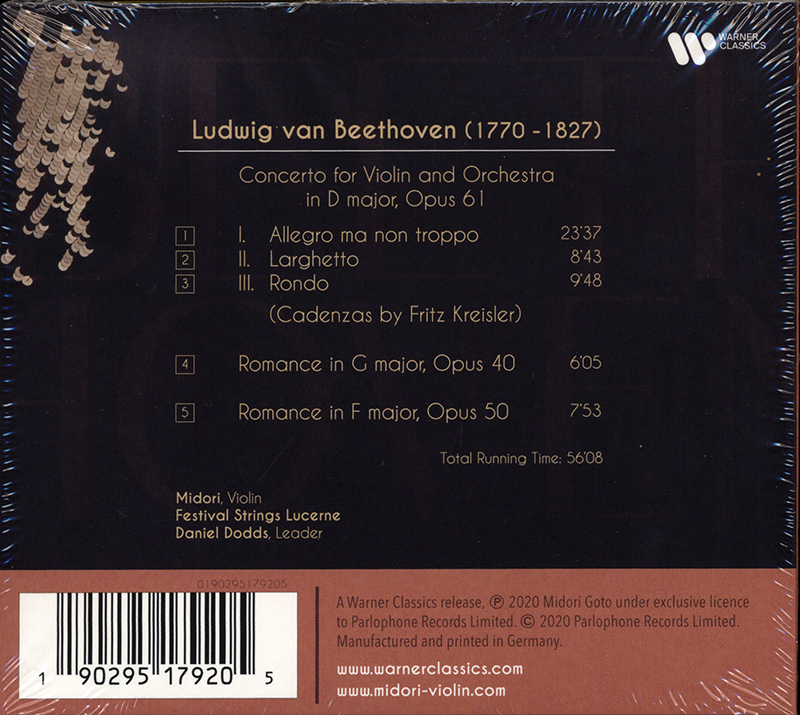 WARNER
CLASSICS
Ludwig van Beethoven (1770 -1827)
Concerto for Violin and Orchestra
in D major, Opus 61
1 I. Allegro ma non troppo 23'37
2 II. Larghetto 8'43
3 III. Rondo 9'48
(Cadenzas by Fritz Kreisler)
4 Romance in G major, Opus 40 6'05
5 Romance in F major, Opus 50 7'53
Total Running Time: 56'08
Midori, Violin
Festival Strings Lucerne
Daniel Dodds, Leader
0190295179205
1 90295 17920 5
A Warner Classics release, ℗ 2020 Midori Goto under exclusive licence
to Parlophone Records Limited. © 2020 Parlophone Records Limited.
Manufactured and printed in Germany.
www.warnerclassics.com
www.midori-violin.com